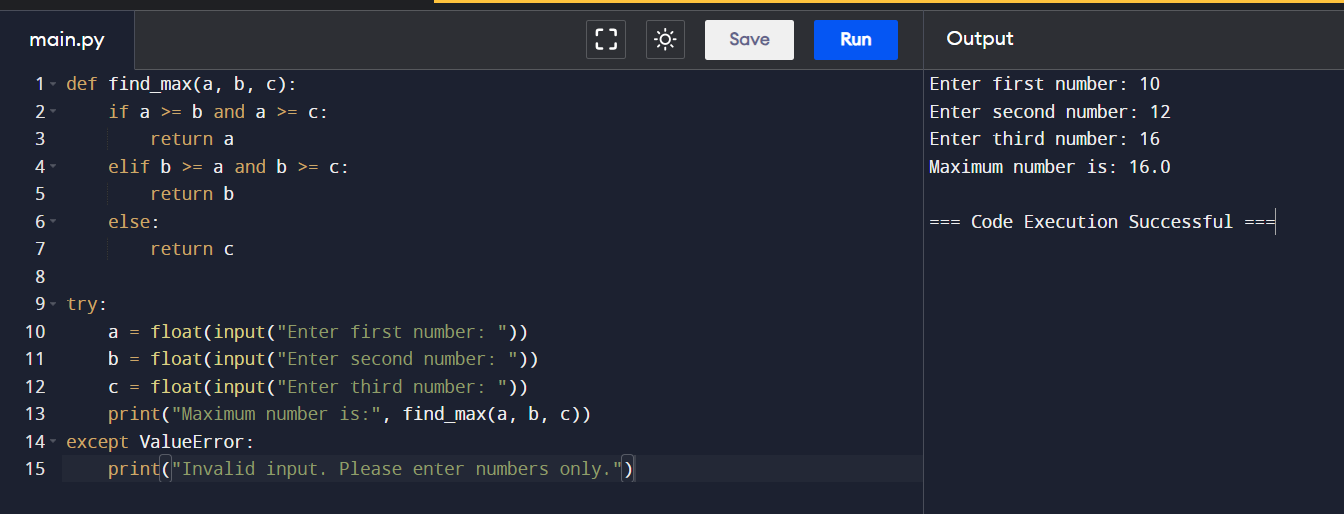 main.py
Save
Run
Output
1 def find_max(a, b, c):
2     if a >= b and a >= c:
3         return a
4     elif b >= a and b >= c:
5         return b
6     else:
7         return c
8
9 try:
10     a = float(input("Enter first number: "))
11     b = float(input("Enter second number: "))
12     c = float(input("Enter third number: "))
13     print("Maximum number is:", find_max(a, b, c))
14 except ValueError:
15     print("Invalid input. Please enter numbers only.")
Enter first number: 10
Enter second number: 12
Enter third number: 16
Maximum number is: 16.0
=== Code Execution Successful ===